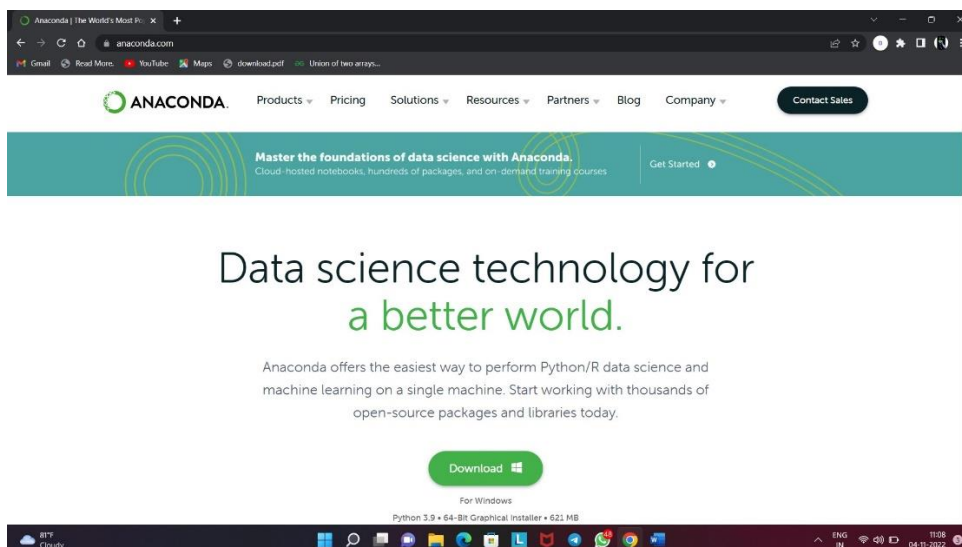 Anaconda | The World's Most Po
anaconda.com
Gmail Read More. YouTube Maps download.pdf Union of two arrays...
ANACONDA. Products Pricing Solutions Resources Partners Blog Company Contact Sales
Master the foundations of data science with Anaconda.
Cloud-hosted notebooks, hundreds of packages, and on-demand training courses
Get Started
Data science technology for
a better world.
Anaconda offers the easiest way to perform Python/R data science and
machine learning on a single machine. Start working with thousands of
open-source packages and libraries today.
Download
For Windows
Python 3.9 • 64-Bit Graphical Installer • 621 MB
81°F
Cloudy
ENG
IN
11:08
04-11-2022